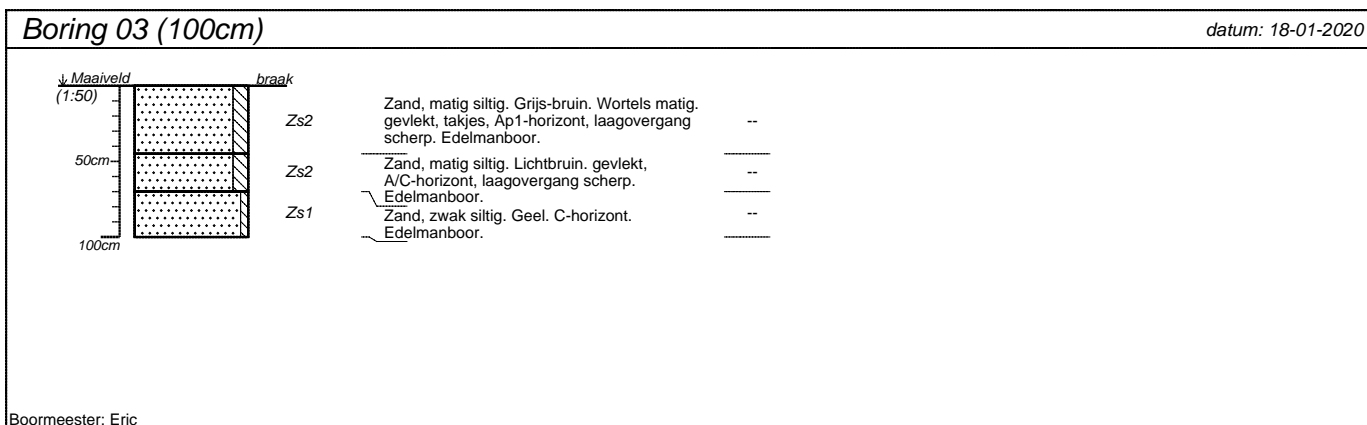 Boring 03 (100cm)
datum: 18-01-2020
Maaiveld
braak
(1:50)
Zs2
Zand, matig siltig. Grijs-bruin. Wortels matig.
gevlekt, takjes, Ap1-horizont, laagovergang
scherp. Edelmanboor.
--
50cm
Zs2
Zand, matig siltig. Lichtbruin. gevlekt,
A/C-horizont, laagovergang scherp.
Edelmanboor.
--
Zs1
Zand, zwak siltig. Geel. C-horizont.
Edelmanboor.
--
100cm
Boormeester: Eric